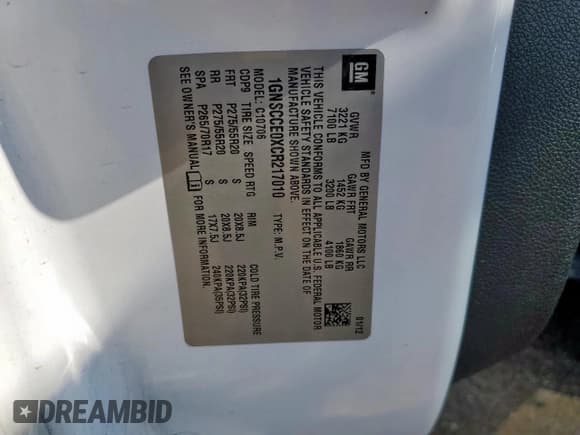 GM
MFD BY GENERAL MOTORS LLC
GVWR GAWR FRT GAWR RR
3221 KG 1452 KG 1860 KG
7100 LB 3200 LB 4100 LB
01/12
THIS VEHICLE CONFORMS TO ALL APPLICABLE U.S. FEDERAL MOTOR
VEHICLE SAFETY STANDARDS IN EFFECT ON THE DATE OF
MANUFACTURE SHOWN ABOVE.
1GNSCCEDXCR217010 TYPE: M.P.V.
C10706
CDP9 TIRE SIZE SPEED RTG RIM COLD TIRE PRESSURE
FRT P275/55R20 S 20X8.5J 220KPA(32PSI)
RR P275/55R20 S 20X8.5J 220KPA(32PSI)
SPA P265/70R17 S 17X7.5J 240KPA(35PSI)
SEE OWNER'S MANUAL FOR MORE INFORMATION.
DREAMBID